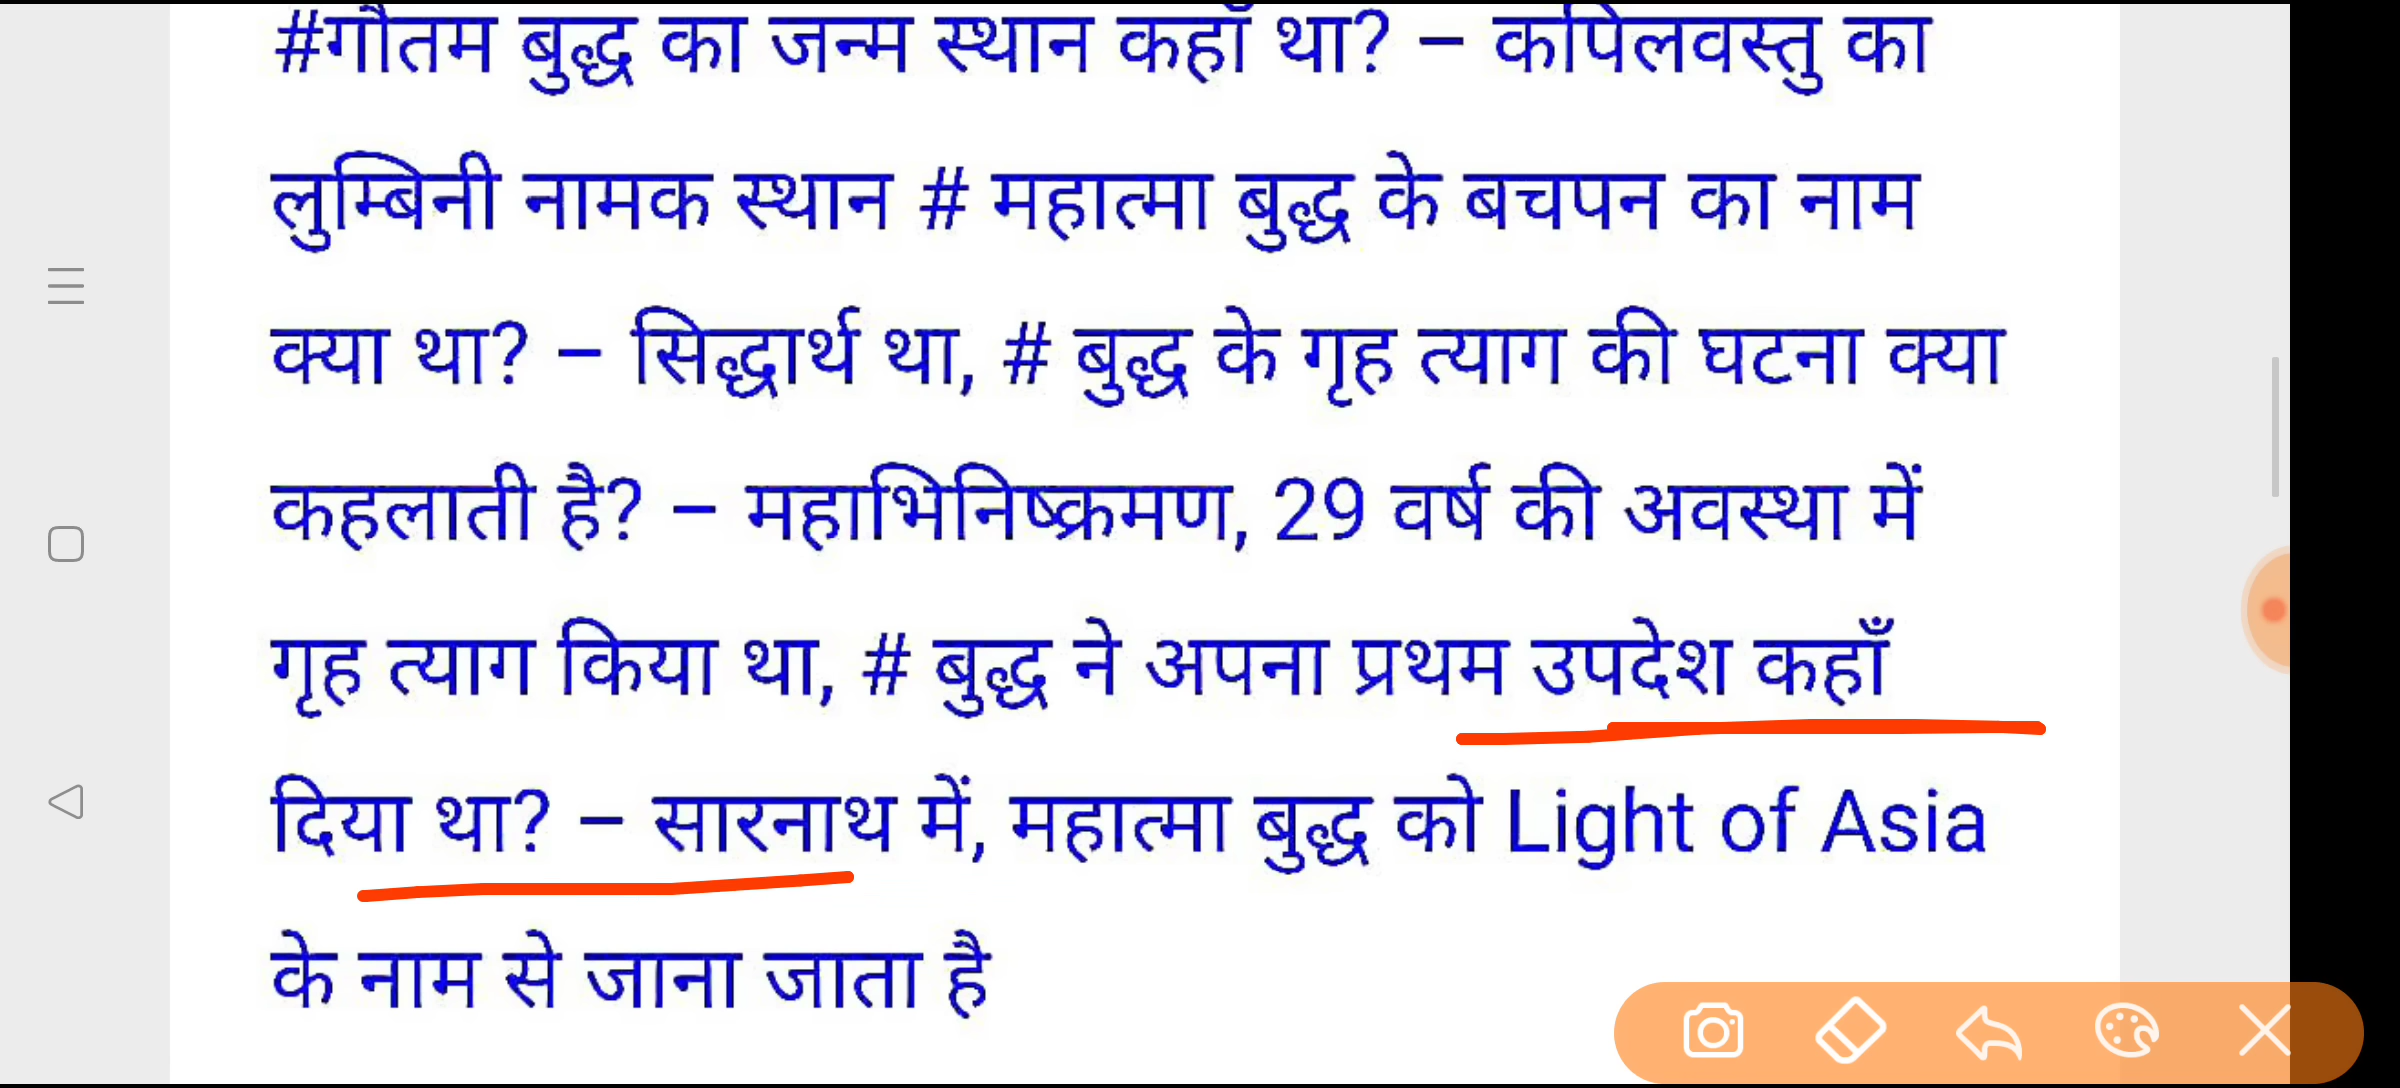 #गौतम बुद्ध का जन्म स्थान कहाँ था? – कपिलवस्तु का
लुम्बिनी नामक स्थान # महात्मा बुद्ध के बचपन का नाम
क्या था? – सिद्धार्थ था, # बुद्ध के गृह त्याग की घटना क्या
कहलाती है? – महाभिनिष्क्रमण, 29 वर्ष की अवस्था में
गृह त्याग किया था, # बुद्ध ने अपना प्रथम उपदेश कहाँ
दिया था? – सारनाथ में, महात्मा बुद्ध को Light of Asia
के नाम से जाना जाता है